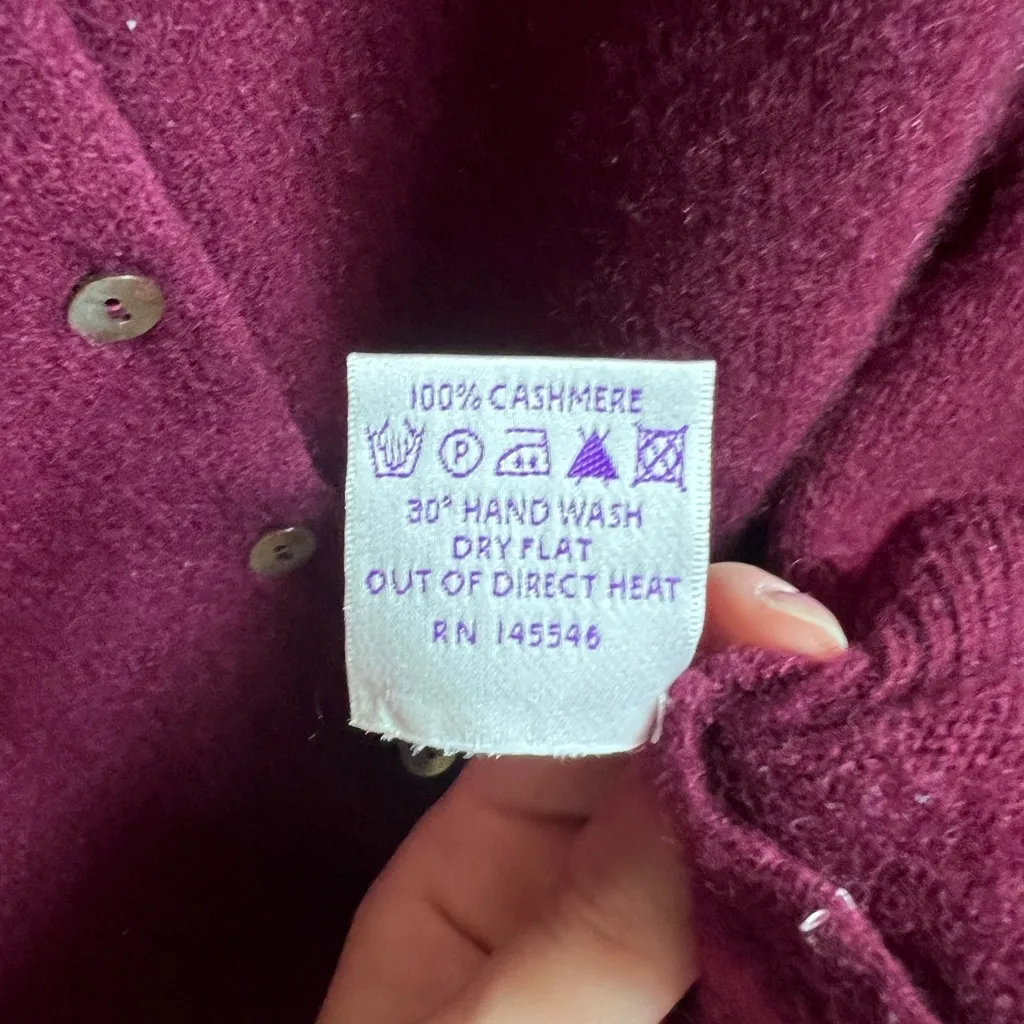 100% CASHMERE
P
30° HAND WASH
DRY FLAT
OUT OF DIRECT HEAT
RN 145546